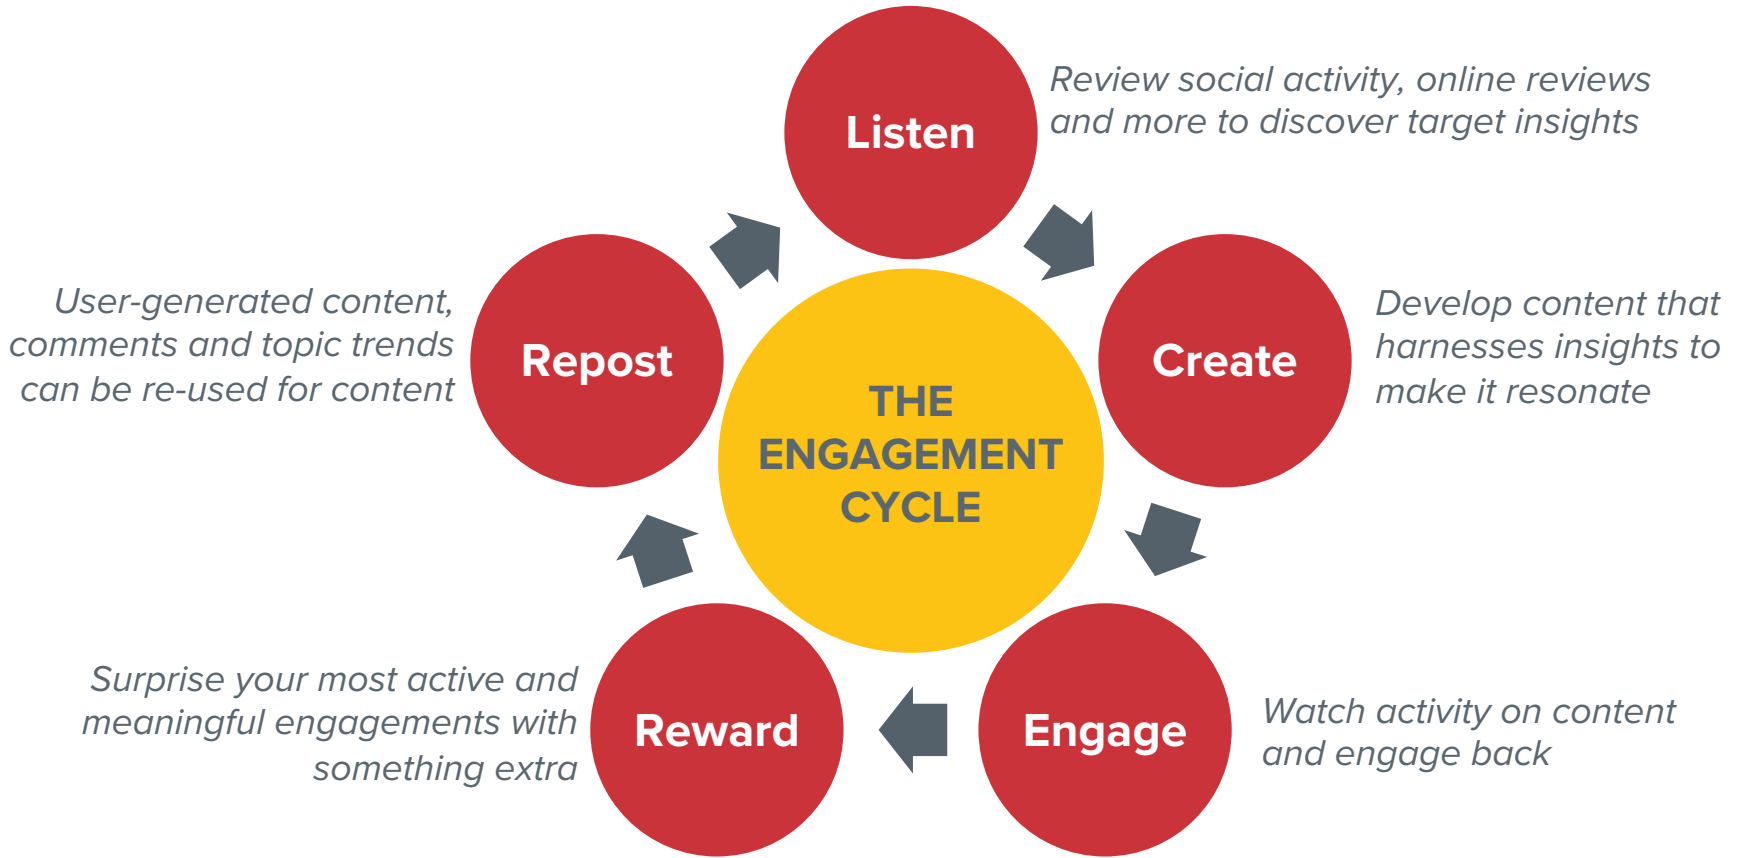 Listen
Review social activity, online reviews
and more to discover target insights
Create
Develop content that
harnesses insights to
make it resonate
Engage
Watch activity on content
and engage back
Reward
Surprise your most active and
meaningful engagements with
something extra
Repost
User-generated content,
comments and topic trends
can be re-used for content
THE
ENGAGEMENT
CYCLE